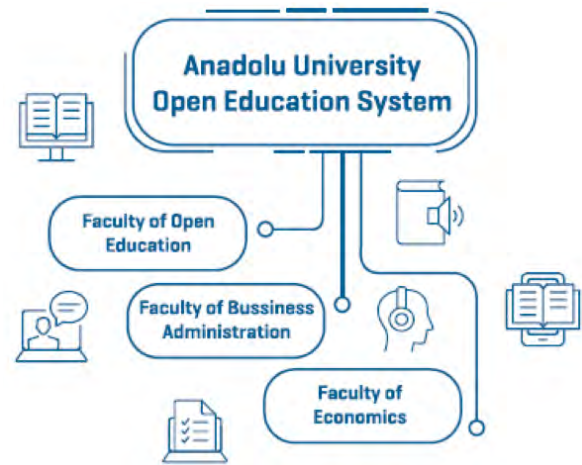 Anadolu University
Open Education System
Faculty of Open
Education
Faculty of Bussiness
Administration
Faculty of
Economics